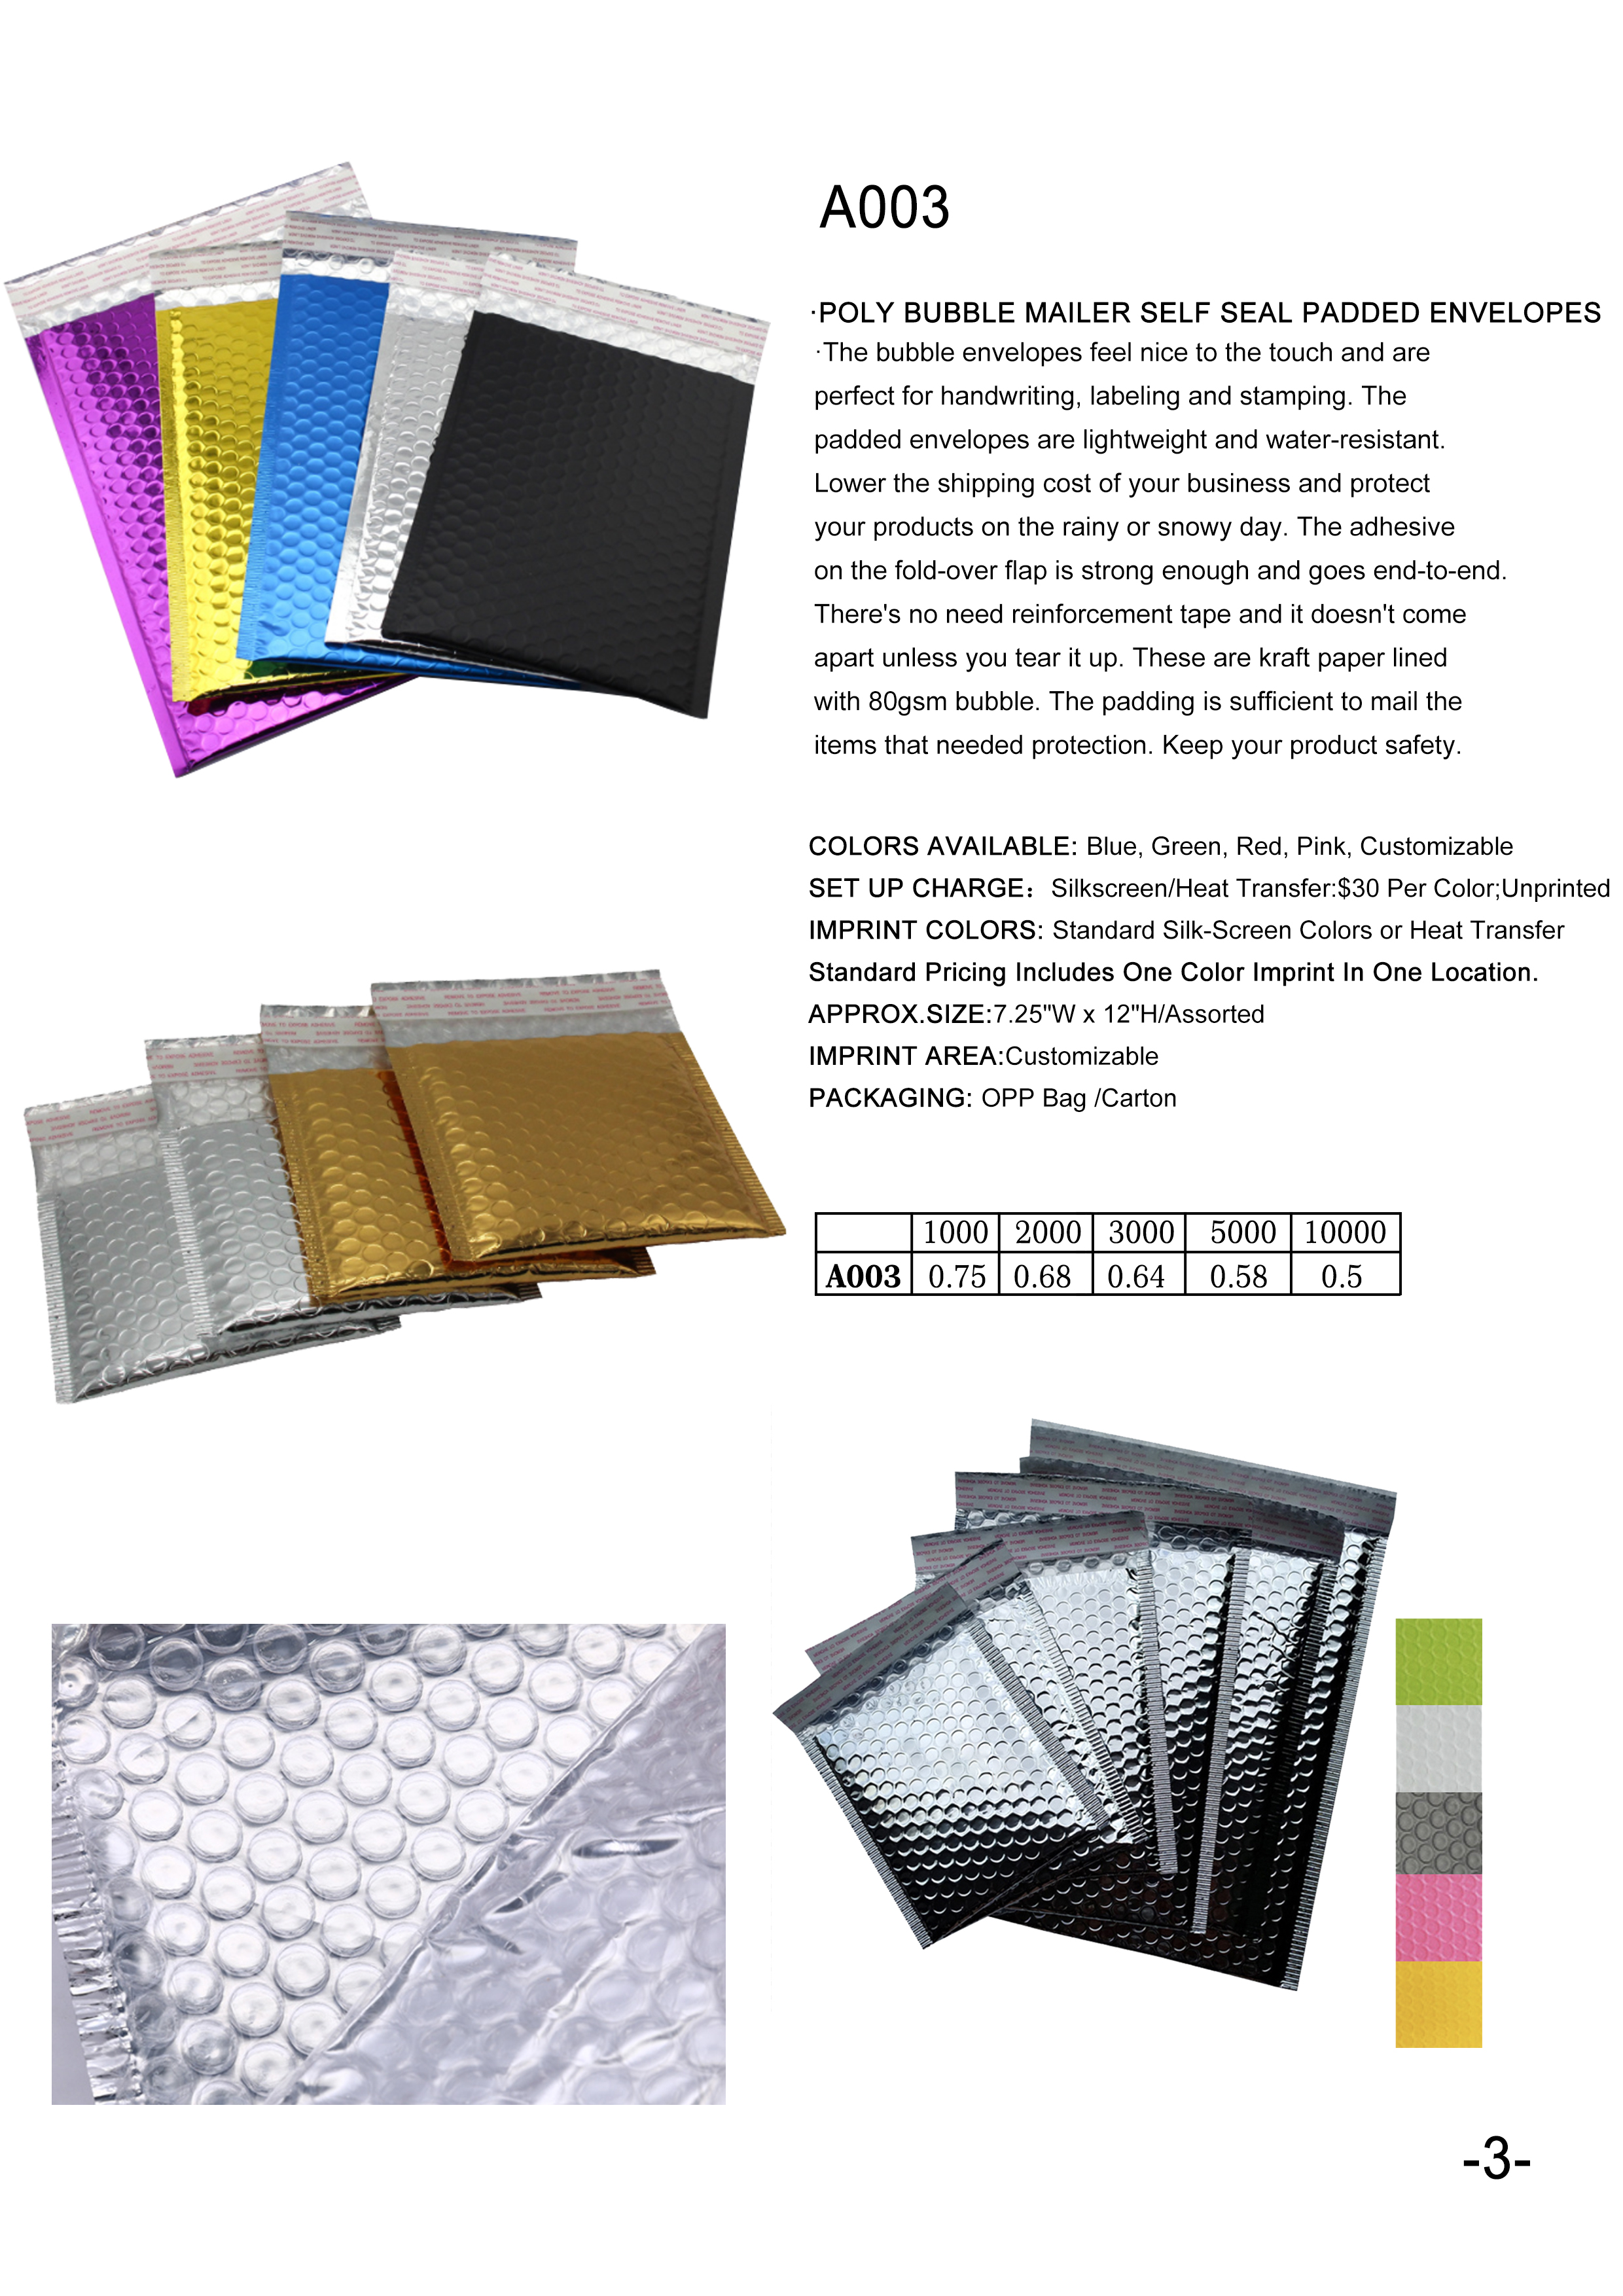 A003
·POLY BUBBLE MAILER SELF SEAL PADDED ENVELOPES
·The bubble envelopes feel nice to the touch and are
perfect for handwriting, labeling and stamping. The
padded envelopes are lightweight and water-resistant.
Lower the shipping cost of your business and protect
your products on the rainy or snowy day. The adhesive
on the fold-over flap is strong enough and goes end-to-end.
There's no need reinforcement tape and it doesn't come
apart unless you tear it up. These are kraft paper lined
with 80gsm bubble. The padding is sufficient to mail the
items that needed protection. Keep your product safety.
COLORS AVAILABLE: Blue, Green, Red, Pink, Customizable
SET UP CHARGE：Silkscreen/Heat Transfer:$30 Per Color;Unprinted
IMPRINT COLORS: Standard Silk-Screen Colors or Heat Transfer
Standard Pricing Includes One Color Imprint In One Location.
APPROX.SIZE:7.25"W x 12"H/Assorted
IMPRINT AREA:Customizable
PACKAGING: OPP Bag /Carton
1000 2000 3000 5000 10000
A003 0.75 0.68 0.64 0.58 0.5
-3-